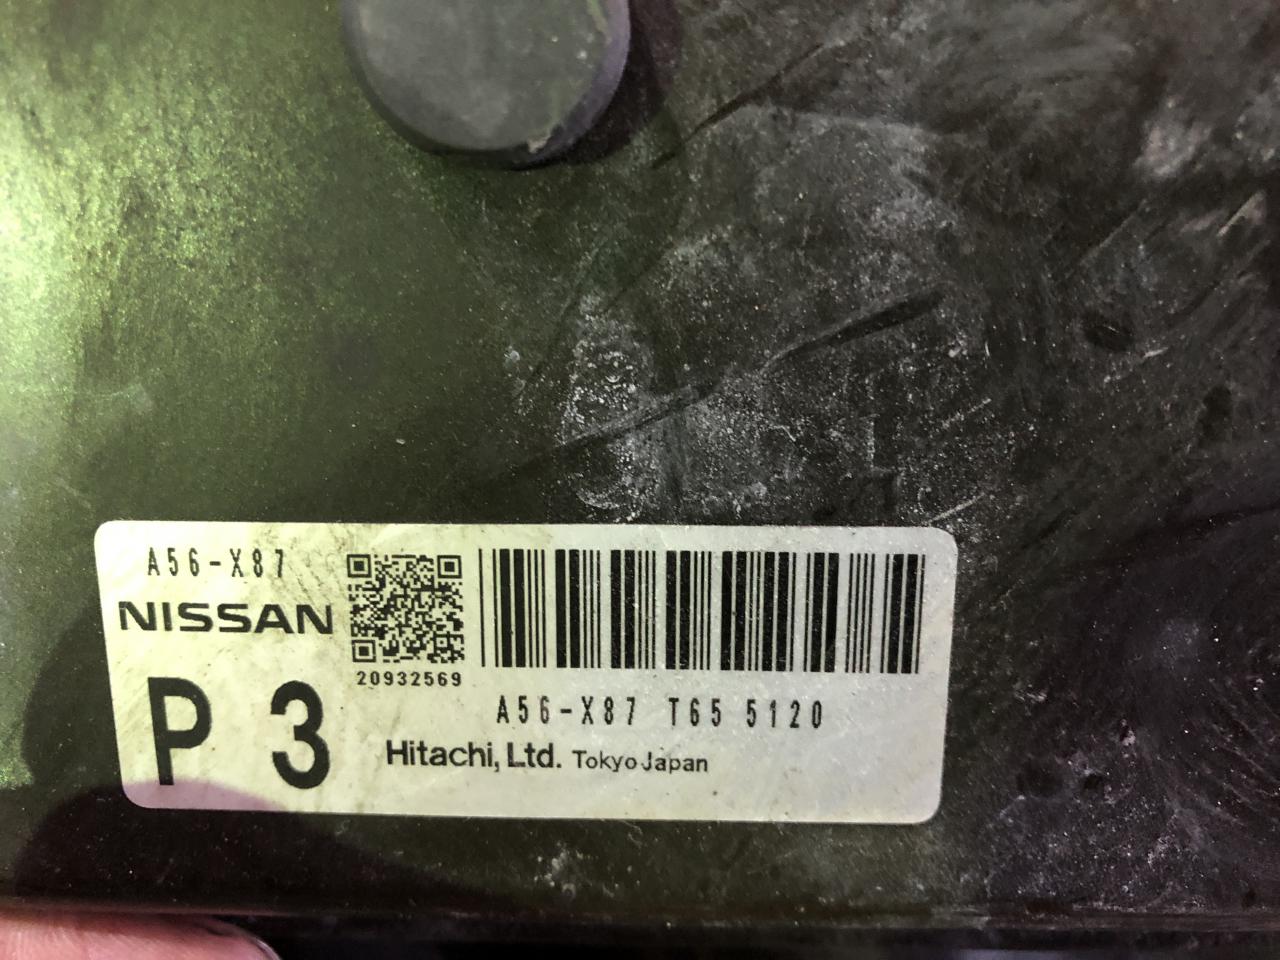 A56-X87
NISSAN
20932569
P 3
A56-X87 T65 5120
Hitachi, Ltd. Tokyo Japan